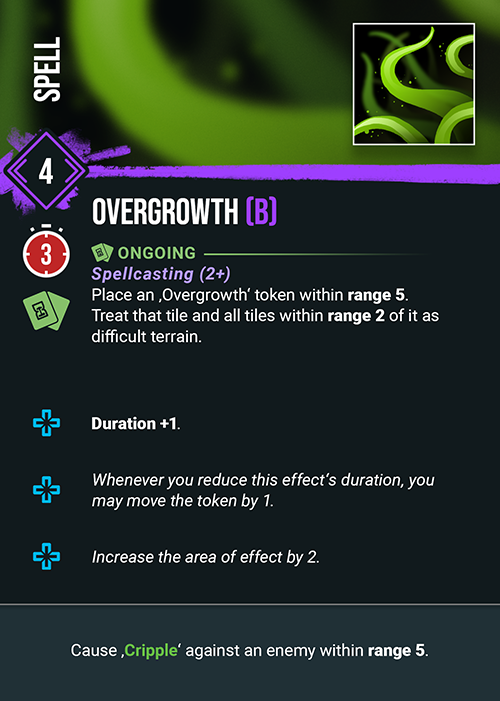 SPELL
4
OVERGROWTH (B)
3
ONGOING
Spellcasting (2+)
Place an ‚Overgrowth‘ token within range 5.
Treat that tile and all tiles within range 2 of it as
difficult terrain.
Duration +1.
Whenever you reduce this effect‘s duration, you
may move the token by 1.
Increase the area of effect by 2.
Cause ‚Cripple‘ against an enemy within range 5.